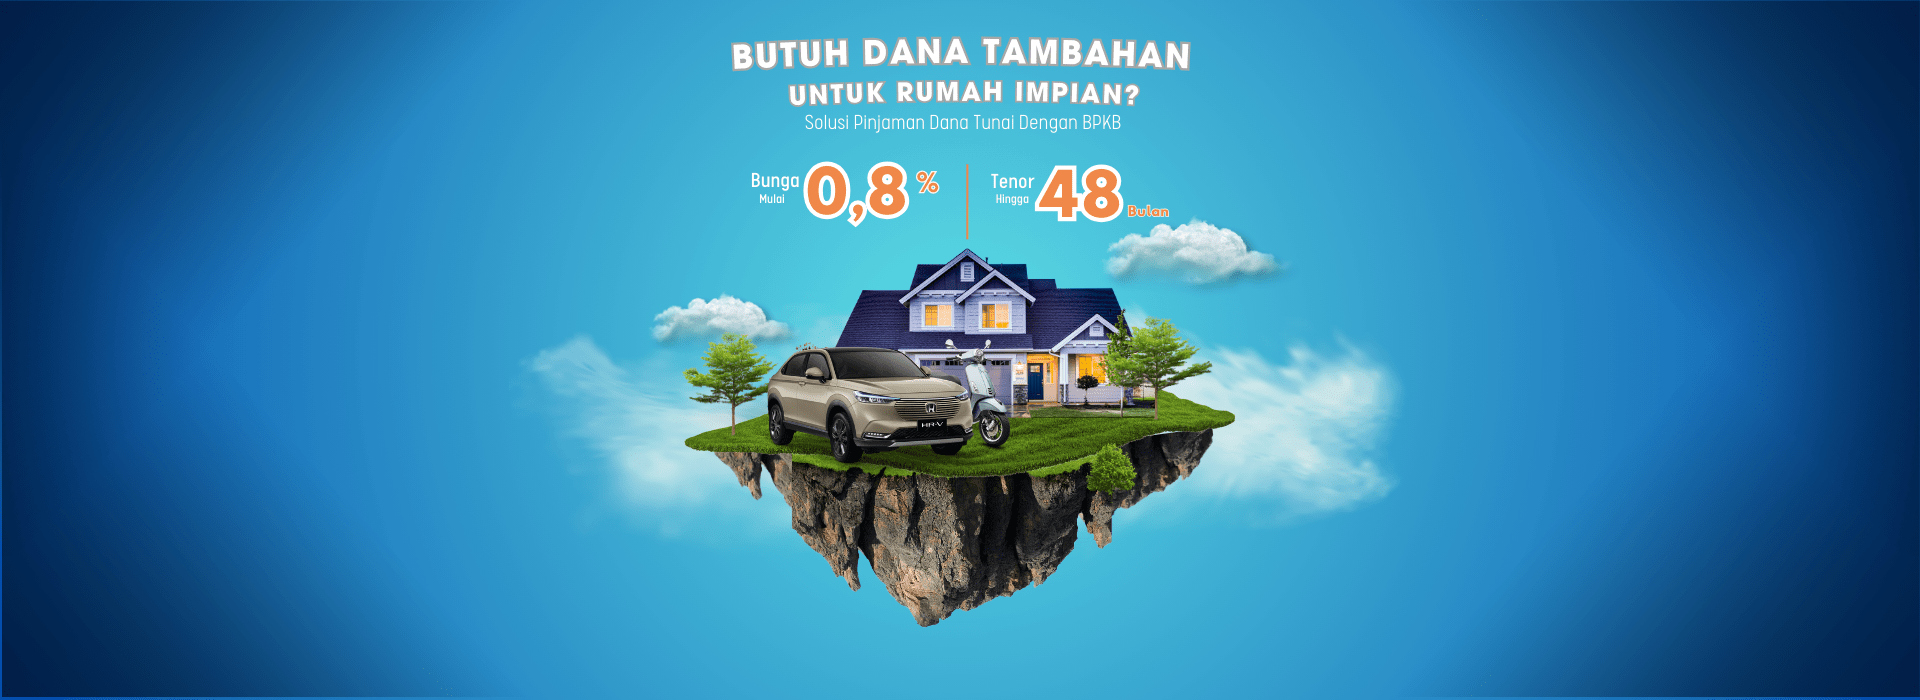 BUTUH DANA TAMBAHAN
UNTUK RUMAH IMPIAN?
Solusi Pinjaman Dana Tunai Dengan BPKB
Bunga
Mulai
0,8 %
Tenor
Hingga
48 Bulan
HR-V